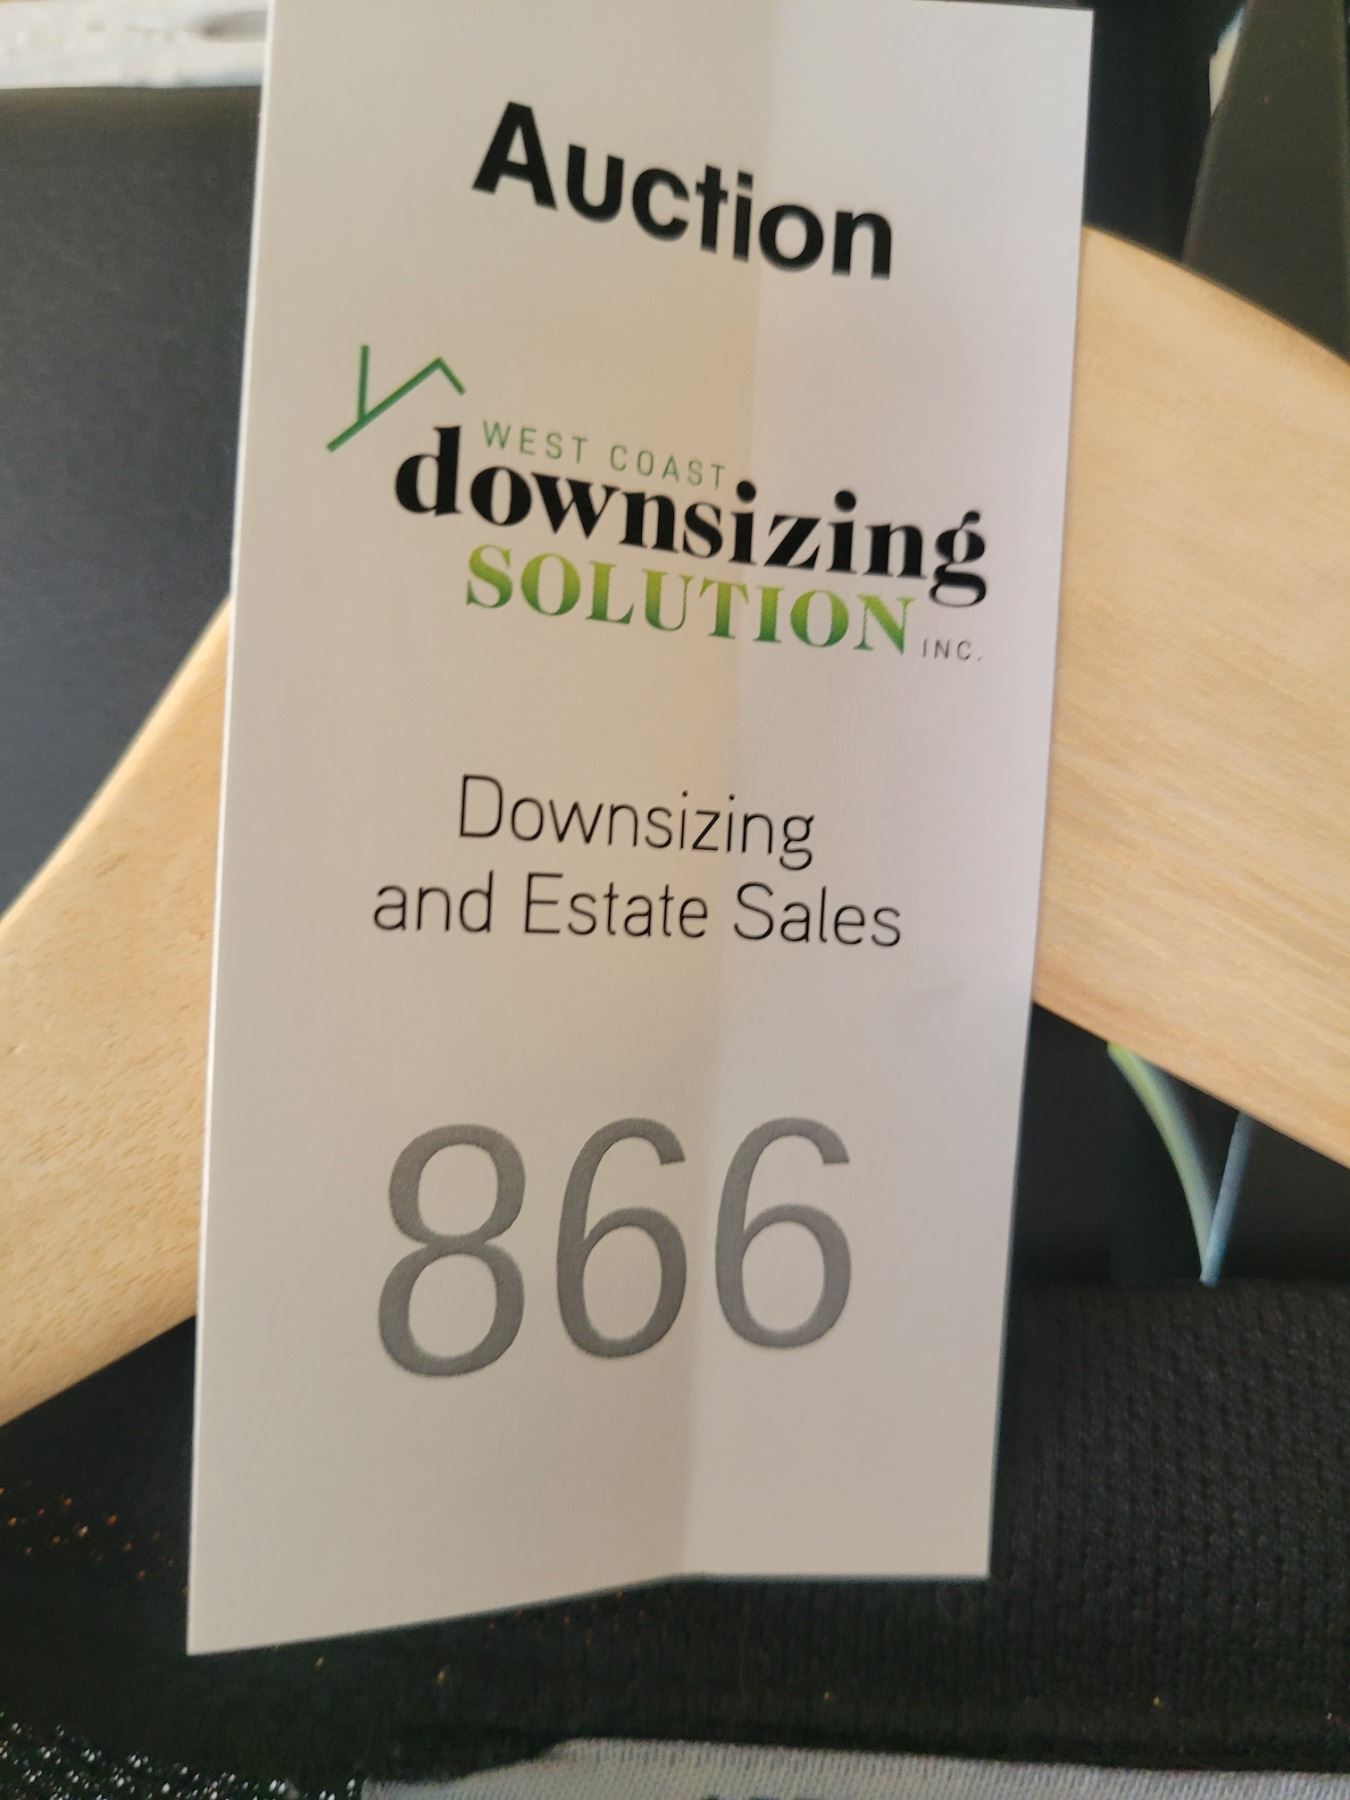 Auction
WEST COAST
downsizing
SOLUTION INC.
Downsizing
and Estate Sales
866